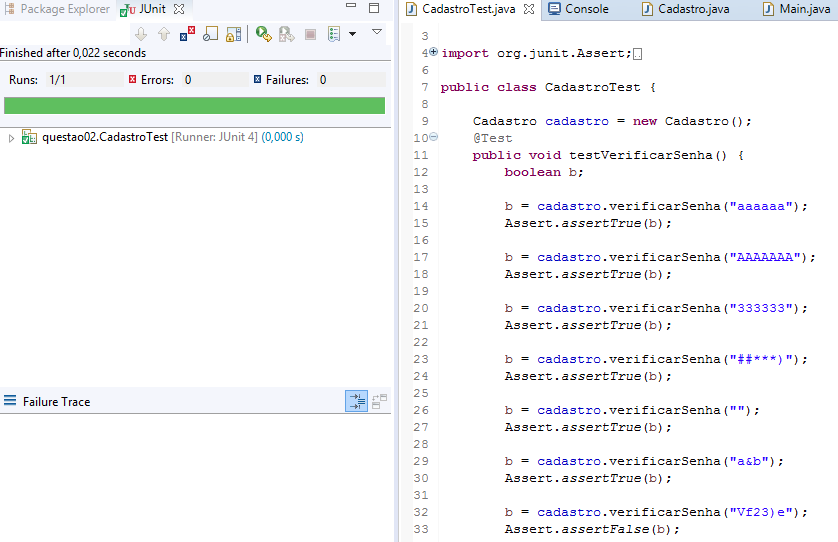 Package Explorer
JUnit
Finished after 0,022 seconds
Runs: 1/1
Errors: 0
Failures: 0
questao02.CadastroTest [Runner: JUnit 4] (0,000 s)
Failure Trace
CadastroTest.java
Console
Cadastro.java
Main.java
3
4 import org.junit.Assert;
6
7 public class CadastroTest {
8
9 Cadastro cadastro = new Cadastro();
10 @Test
11 public void testVerificarSenha() {
12 boolean b;
13
14 b = cadastro.verificarSenha("aaaaaa");
15 Assert.assertTrue(b);
16
17 b = cadastro.verificarSenha("AAAAAAA");
18 Assert.assertTrue(b);
19
20 b = cadastro.verificarSenha("333333");
21 Assert.assertTrue(b);
22
23 b = cadastro.verificarSenha("##***)");
24 Assert.assertTrue(b);
25
26 b = cadastro.verificarSenha("");
27 Assert.assertTrue(b);
28
29 b = cadastro.verificarSenha("a&b");
30 Assert.assertTrue(b);
31
32 b = cadastro.verificarSenha("Vf23)e");
33 Assert.assertFalse(b);